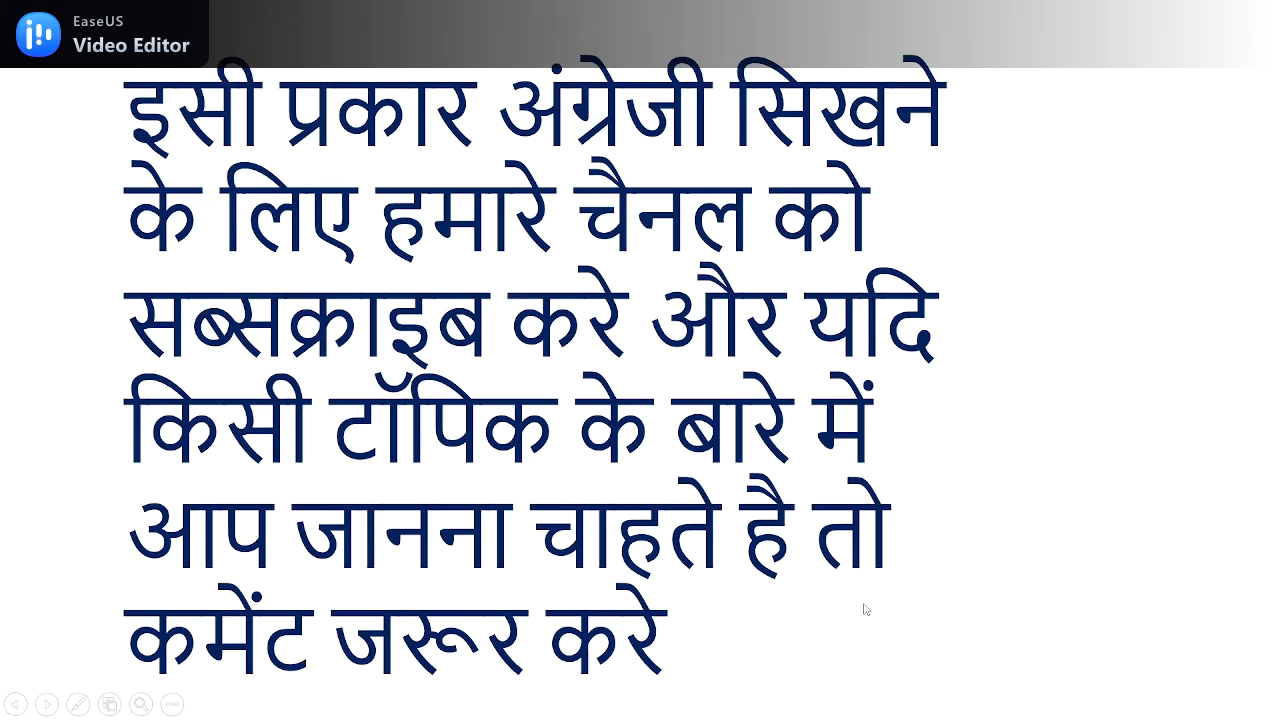 EaseUS
Video Editor
इसी प्रकार अंग्रेजी सिखने
के लिए हमारे चैनल को
सब्सक्राइब करे और यदि
किसी टॉपिक के बारे में
आप जानना चाहते है तो
कमेंट जरूर करे